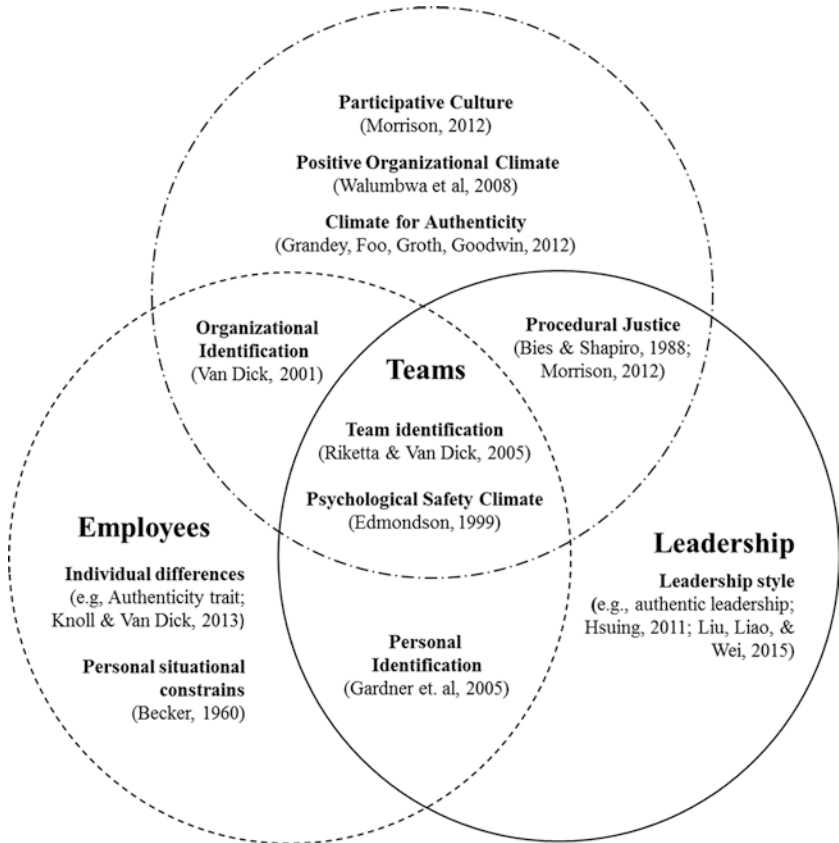 Participative Culture
(Morrison, 2012)
Positive Organizational Climate
(Walumbwa et al, 2008)
Climate for Authenticity
(Grandey, Foo, Groth, Goodwin, 2012)
Organizational
Identification
(Van Dick, 2001)
Procedural Justice
(Bies & Shapiro, 1988;
Morrison, 2012)
Teams
Team identification
(Riketta & Van Dick, 2005)
Psychological Safety Climate
(Edmondson, 1999)
Employees
Individual differences
(e.g, Authenticity trait;
Knoll & Van Dick, 2013)
Personal situational
constrains
(Becker, 1960)
Leadership
Leadership style
(e.g., authentic leadership;
Hsuing, 2011; Liu, Liao, &
Wei, 2015)
Personal
Identification
(Gardner et. al, 2005)